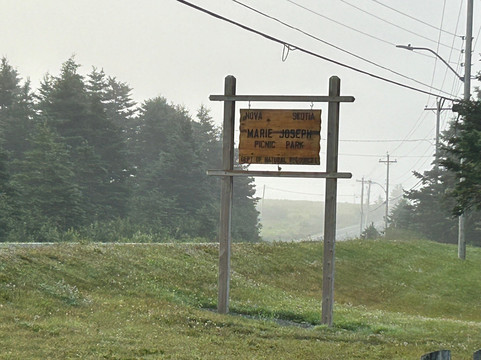 NOVA SCOTIA
MARIE JOSEPH
PICNIC PARK
DEPT. OF NATURAL RESOURCES